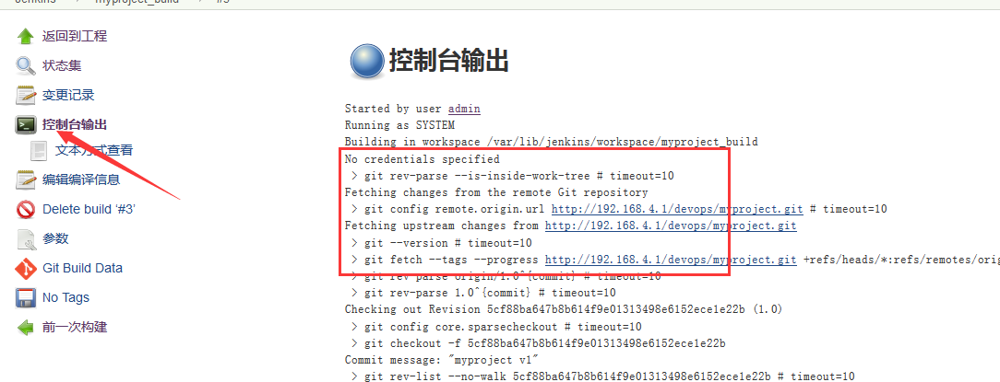 Jenkins
myproject_build
#3
返回到工程
状态集
变更记录
控制台输出
文本方式查看
编辑编译信息
Delete build ‘#3’
参数
Git Build Data
No Tags
前一次构建
控制台输出
Started by user admin
Running as SYSTEM
Building in workspace /var/lib/jenkins/workspace/myproject_build
No credentials specified
> git rev-parse --is-inside-work-tree # timeout=10
Fetching changes from the remote Git repository
> git config remote.origin.url http://192.168.4.1/devops/myproject.git # timeout=10
Fetching upstream changes from http://192.168.4.1/devops/myproject.git
> git --version # timeout=10
> git fetch --tags --progress http://192.168.4.1/devops/myproject.git +refs/heads/*:refs/remotes/orig
> git rev-parse origin/1.0^{commit} # timeout=10
> git rev-parse 1.0^{commit} # timeout=10
Checking out Revision 5cf88ba647b8b614f9e01313498e6152ece1e22b (1.0)
> git config core.sparsecheckout # timeout=10
> git checkout -f 5cf88ba647b8b614f9e01313498e6152ece1e22b
Commit message: "myproject v1"
> git rev-list --no-walk 5cf88ba647b8b614f9e01313498e6152ece1e22b # timeout=10